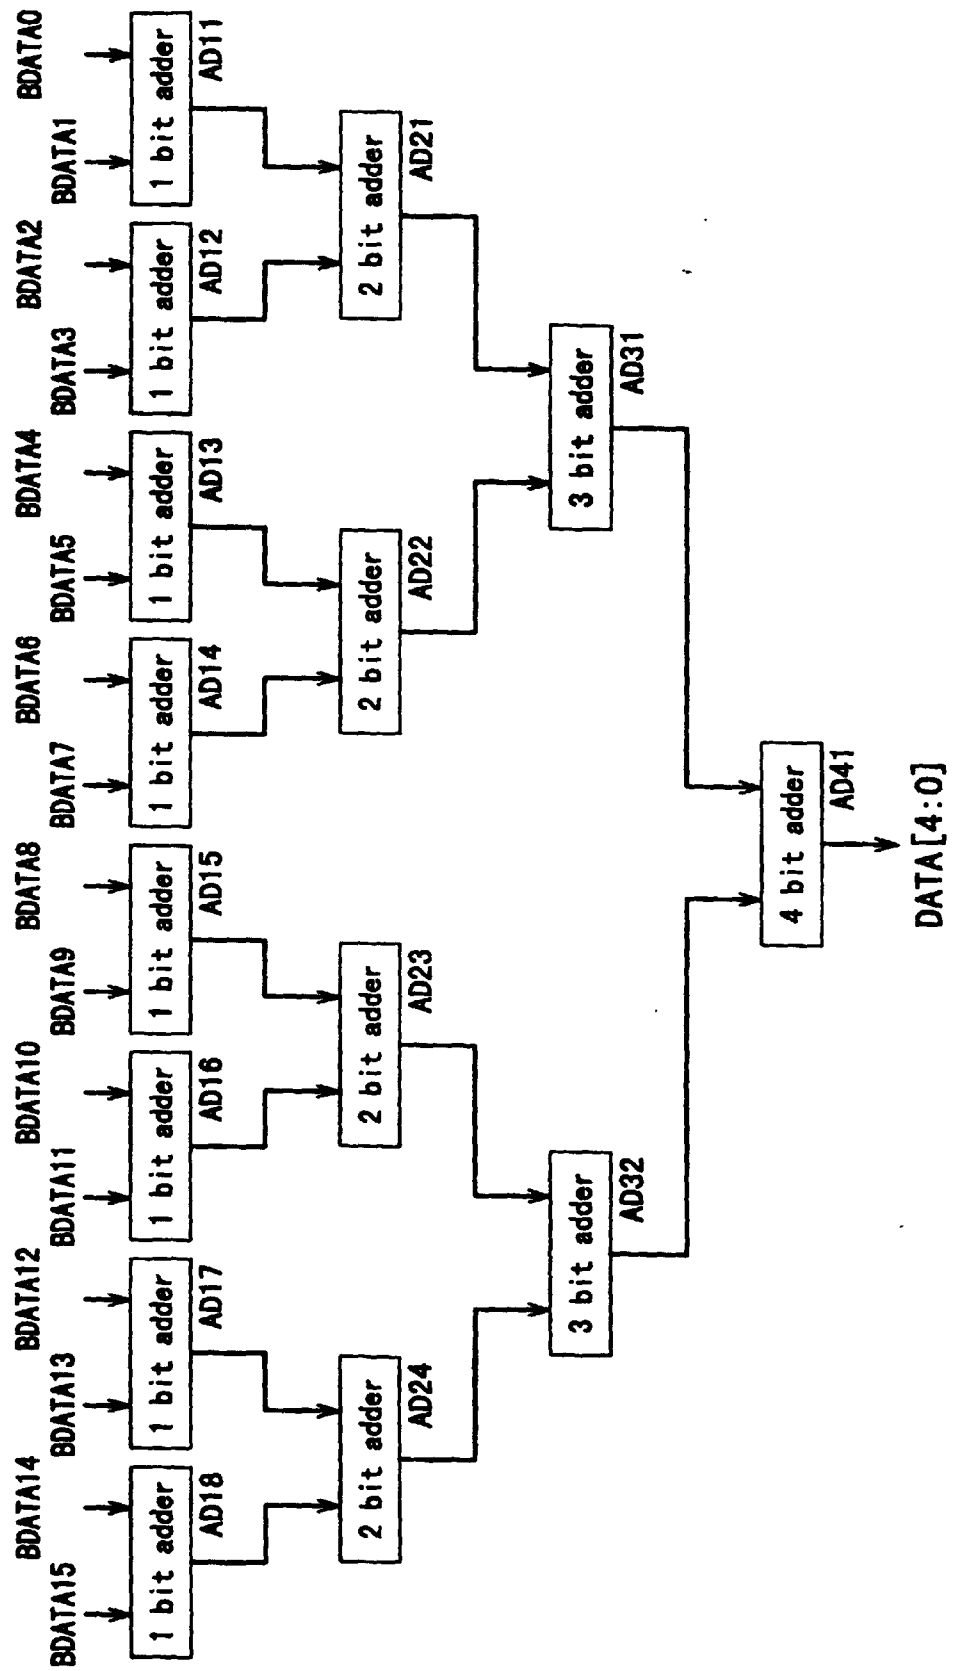 BDATA15
BDATA14
BDATA13
BDATA12
BDATA11
BDATA10
BDATA9
BDATA8
BDATA7
BDATA6
BDATA5
BDATA4
BDATA3
BDATA2
BDATA1
BDATA0
1 bit adder
1 bit adder
1 bit adder
1 bit adder
1 bit adder
1 bit adder
1 bit adder
1 bit adder
AD18
AD17
AD16
AD15
AD14
AD13
AD12
AD11
2 bit adder
2 bit adder
2 bit adder
2 bit adder
AD24
AD23
AD22
AD21
3 bit adder
3 bit adder
AD32
AD31
4 bit adder
AD41
DATA[4:0]